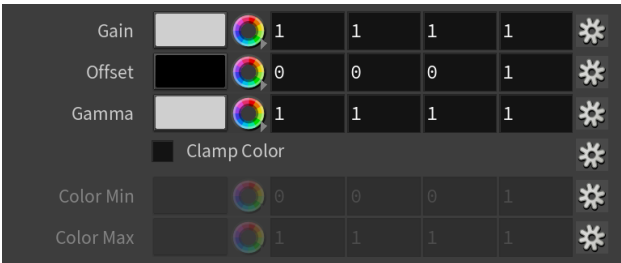 Gain 1 1 1 1
Offset 0 0 0 1
Gamma 1 1 1 1
Clamp Color
Color Min 0 0 0 1
Color Max 1 1 1 1